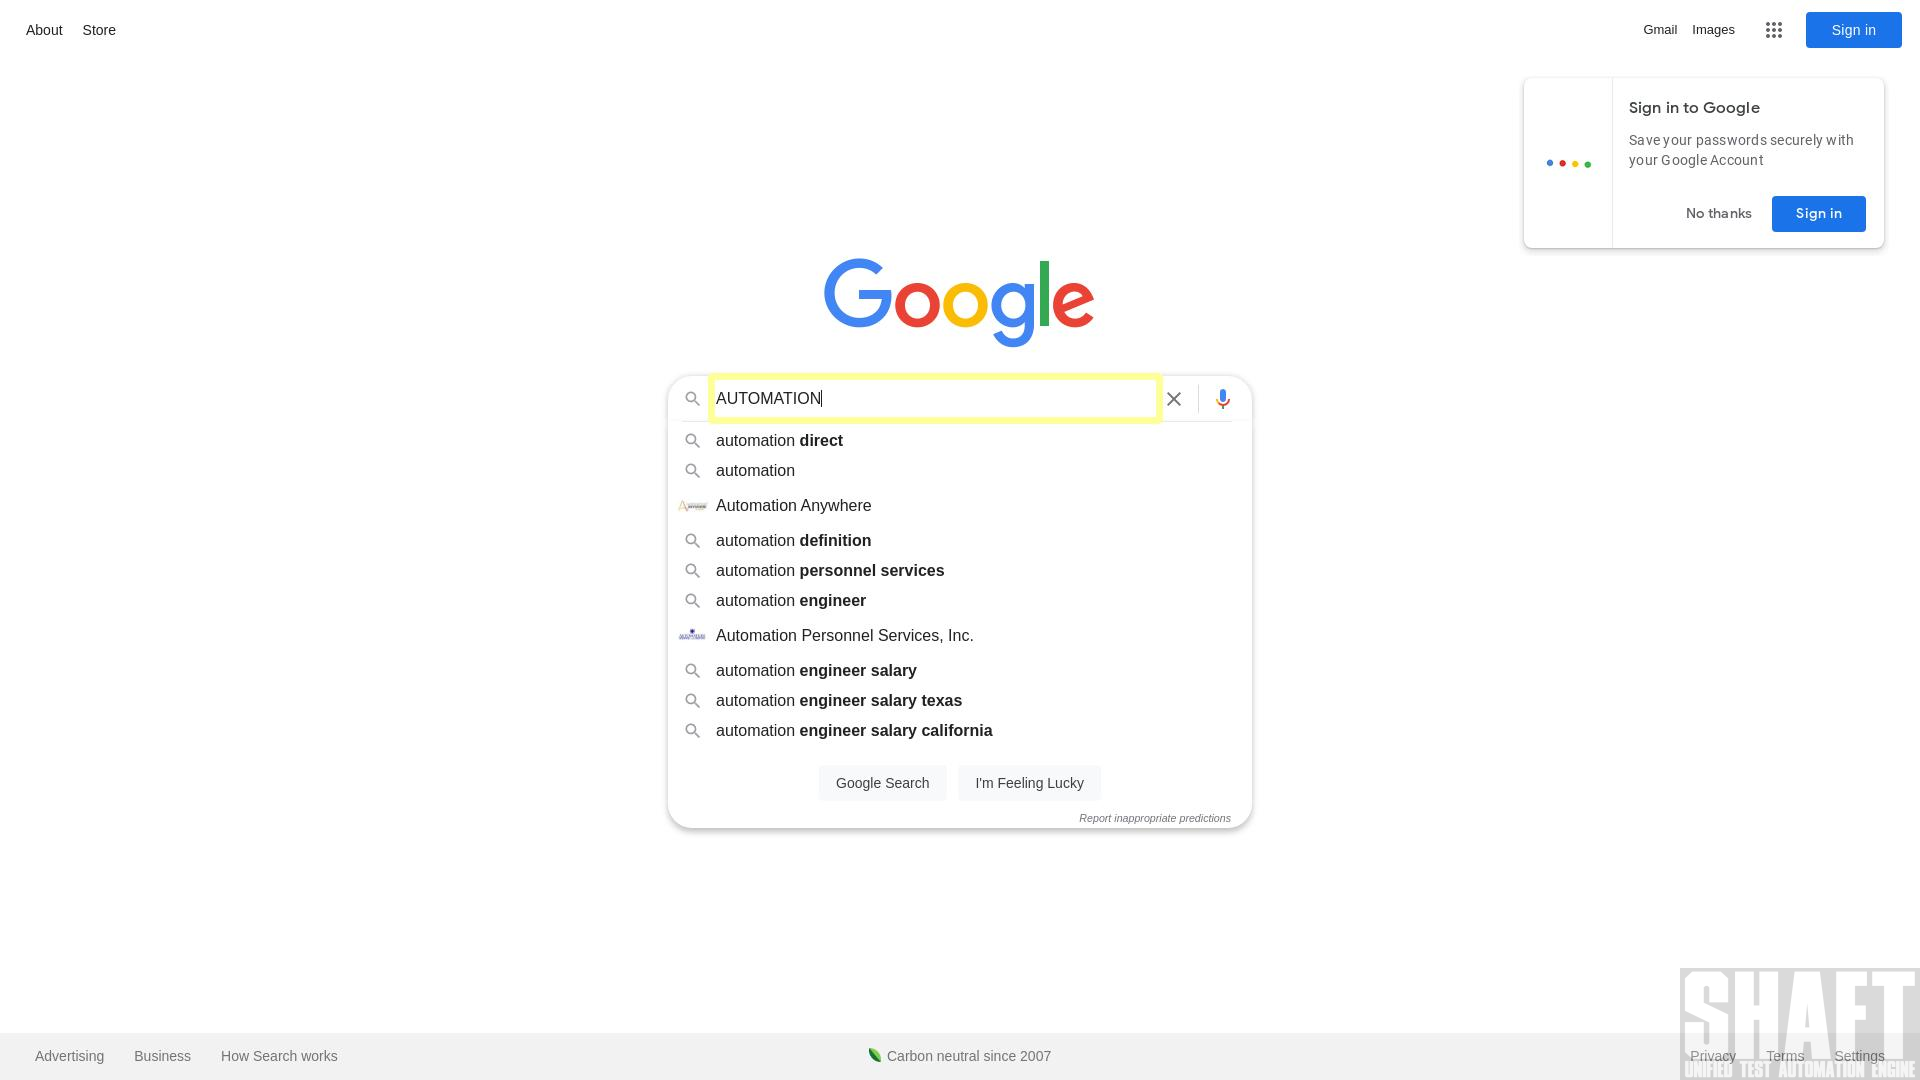 About Store
Gmail Images Sign in
Sign in to Google
Save your passwords securely with
your Google Account
No thanks Sign in
Google
AUTOMATION
automation direct
automation
Automation Anywhere
automation definition
automation personnel services
automation engineer
Automation Personnel Services, Inc.
automation engineer salary
automation engineer salary texas
automation engineer salary california
Google Search I'm Feeling Lucky
Report inappropriate predictions
SHAFT
Advertising Business How Search works Carbon neutral since 2007 Privacy Terms Settings
UNIFIED TEST AUTOMATION ENGINE